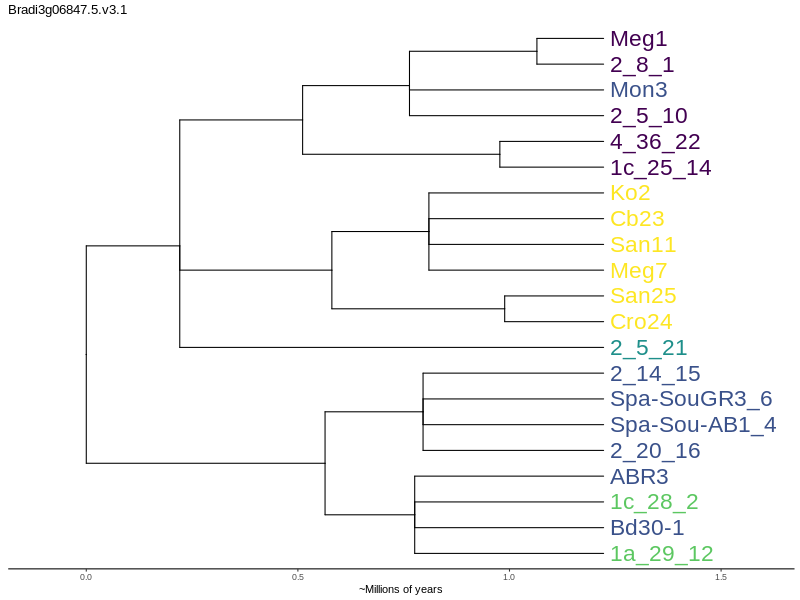 Bradi3g06847.5.v3.1
Meg1
2_8_1
Mon3
2_5_10
4_36_22
1c_25_14
Ko2
Cb23
San11
Meg7
San25
Cro24
2_5_21
2_14_15
Spa-SouGR3_6
Spa-Sou-AB1_4
2_20_16
ABR3
1c_28_2
Bd30-1
1a_29_12
0.0 0.5 1.0 1.5
~Millions of years